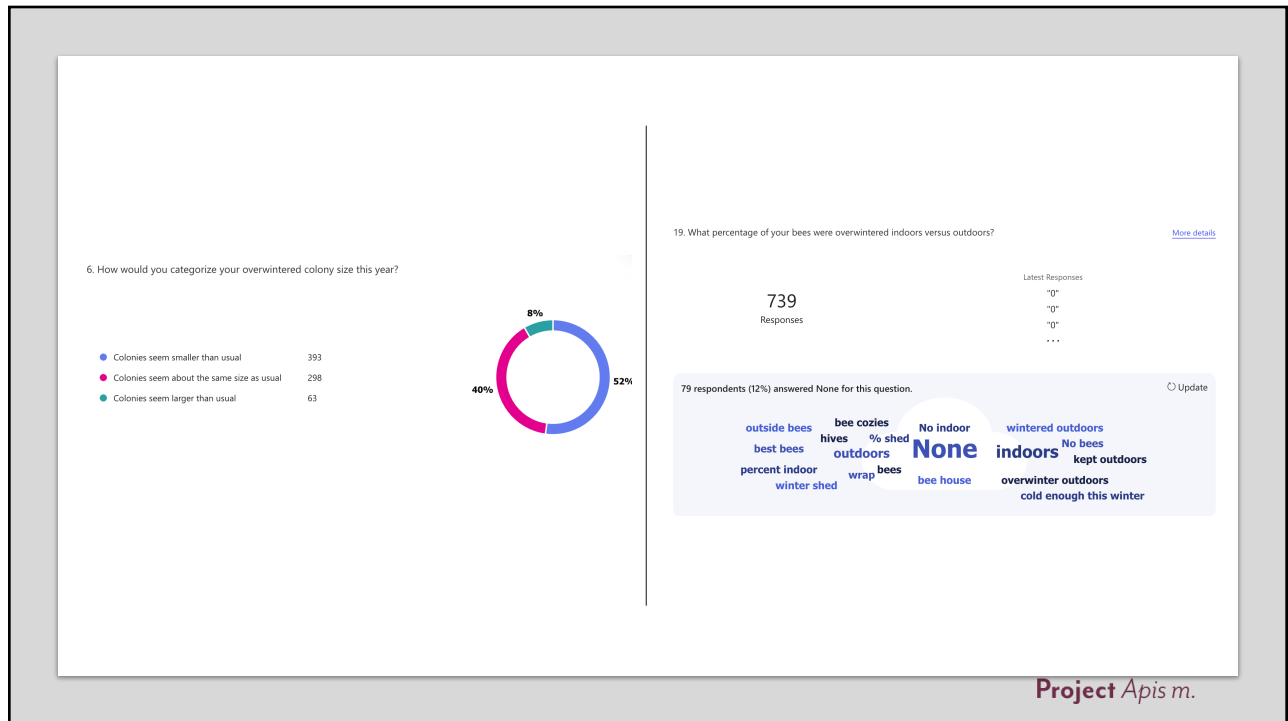 6. How would you categorize your overwintered colony size this year?
Colonies seem smaller than usual 393
Colonies seem about the same size as usual 298
Colonies seem larger than usual 63
8%
40%
52%
19. What percentage of your bees were overwintered indoors versus outdoors?
More details
739
Responses
Latest Responses
"0"
"0"
"0"
. . .
79 respondents (12%) answered None for this question.
Update
outside bees
bee cozies
No indoor
wintered outdoors
hives
% shed
None
indoors
No bees
best bees
outdoors
kept outdoors
percent indoor
wrap
bees
bee house
overwinter outdoors
winter shed
cold enough this winter
Project Apis m.